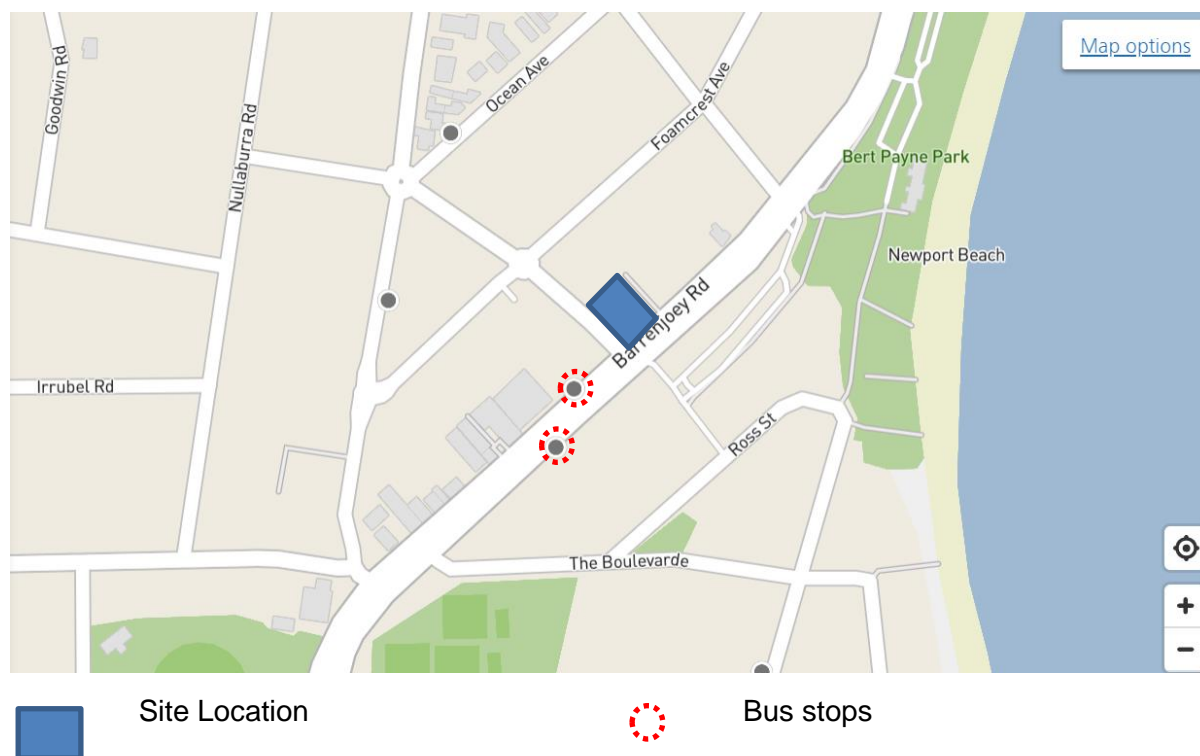 Map options
Goodwin Rd
Nullaburra Rd
Ocean Ave
Foamcrest Ave
Bert Payne Park
Newport Beach
Barrenjoey Rd
Irrubel Rd
Ross St
The Boulevarde
+
−
Site Location
Bus stops